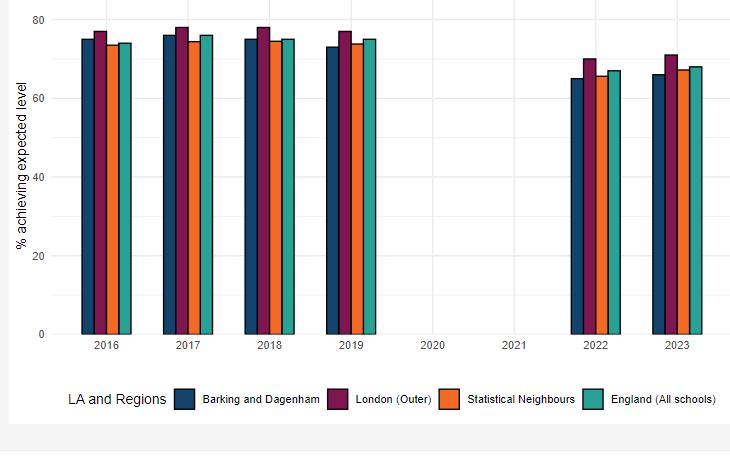 80
60
40
20
0
% achieving expected level
2016 2017 2018 2019 2020 2021 2022 2023
LA and Regions Barking and Dagenham London (Outer) Statistical Neighbours England (All schools)